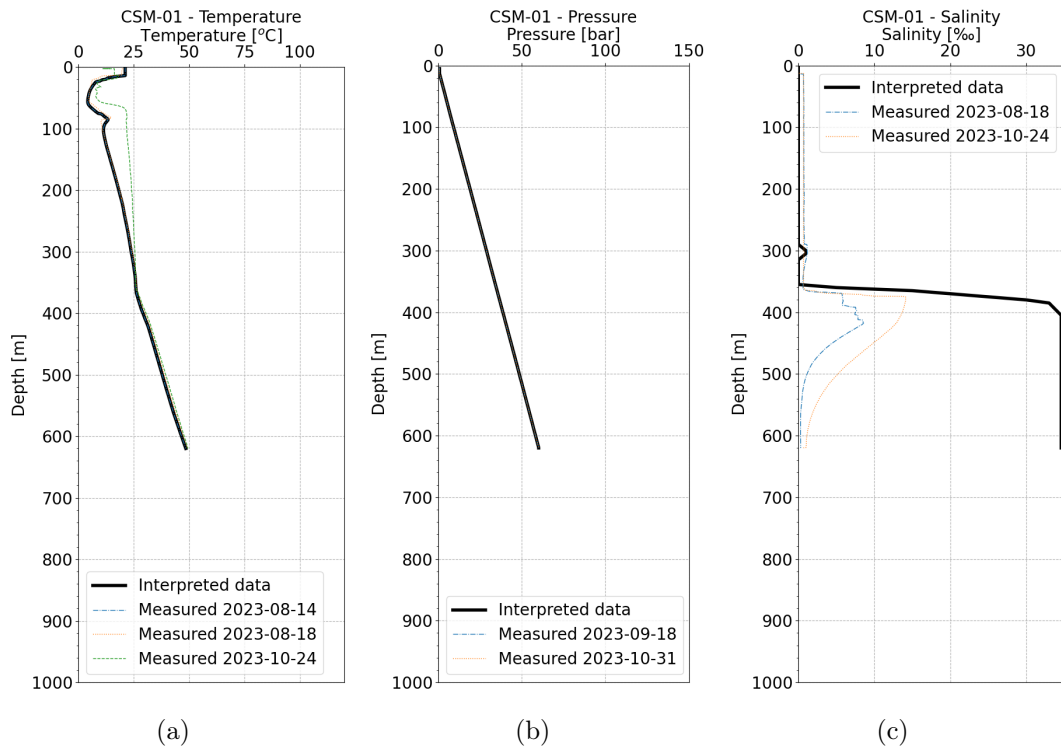 CSM-01 - Temperature
Temperature [°C]
0 25 50 75 100
0
100
200
300
400
500
600
700
800
900
1000
Depth [m]
Interpreted data
Measured 2023-08-14
Measured 2023-08-18
Measured 2023-10-24
(a)
CSM-01 - Pressure
Pressure [bar]
0 50 100 150
0
100
200
300
400
500
600
700
800
900
1000
Depth [m]
Interpreted data
Measured 2023-09-18
Measured 2023-10-31
(b)
CSM-01 - Salinity
Salinity [‰]
0 10 20 30
0
100
200
300
400
500
600
700
800
900
1000
Depth [m]
Interpreted data
Measured 2023-08-18
Measured 2023-10-24
(c)